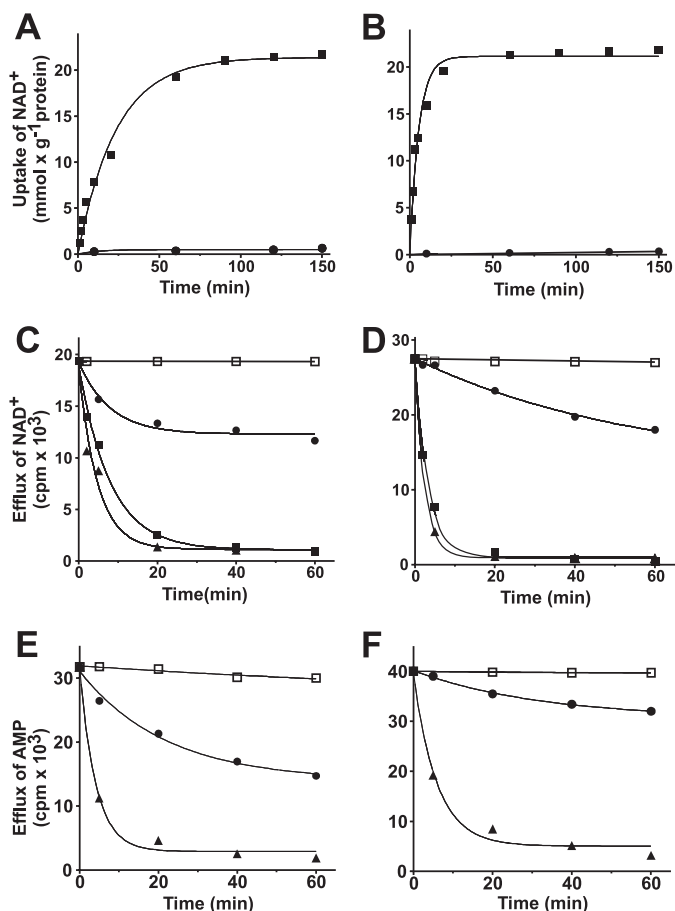 A
B
Uptake of NAD+
(mmol x g-1protein)
20
15
10
5
0
0 50 100 150
Time (min)
20
15
10
5
0
0 50 100 150
Time (min)
C
D
Efflux of NAD+
(cpm x 103)
20
15
10
5
0
0 20 40 60
Time(min)
30
20
10
0
0 20 40 60
Time (min)
E
F
Efflux of AMP
(cpm x 103)
30
20
10
0
0 20 40 60
Time (min)
40
30
20
10
0
0 20 40 60
Time (min)